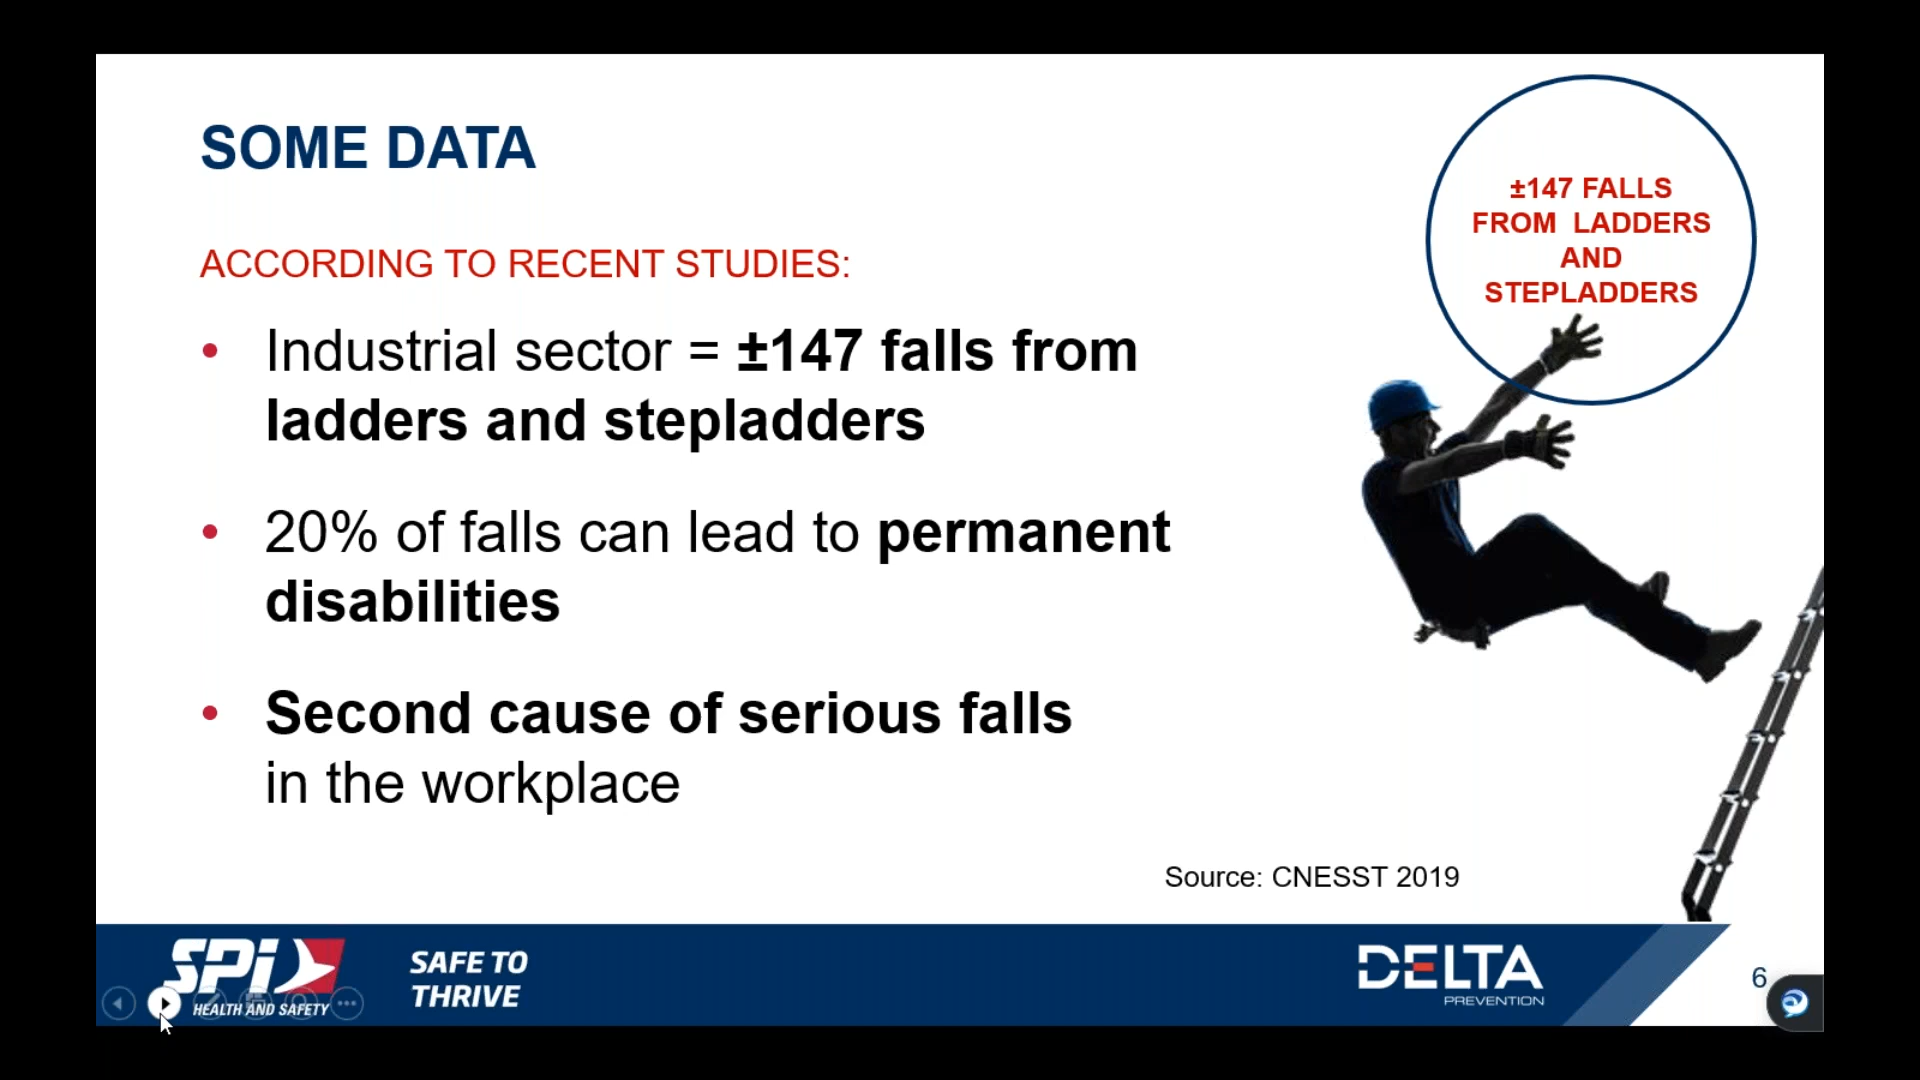 SOME DATA
±147 FALLS
FROM LADDERS
AND
STEPLADDERS
ACCORDING TO RECENT STUDIES:
• Industrial sector = ±147 falls from
ladders and stepladders
• 20% of falls can lead to permanent
disabilities
• Second cause of serious falls
in the workplace
Source: CNESST 2019
SPi
HEALTH AND SAFETY
SAFE TO
THRIVE
DELTA
PREVENTION
6